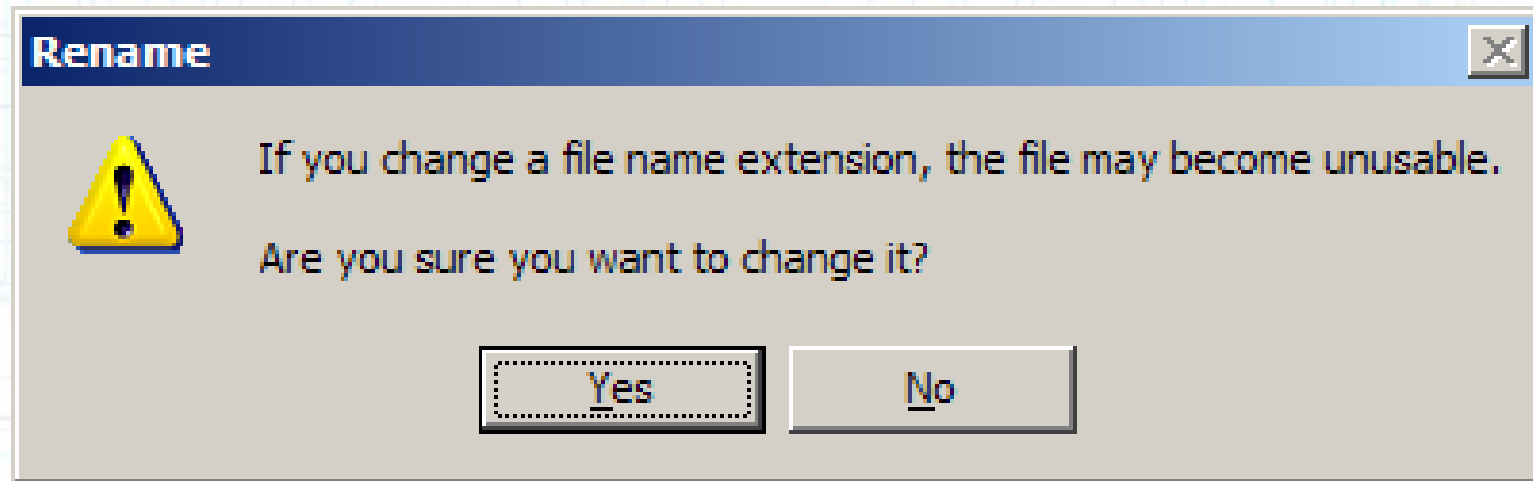 Rename
If you change a file name extension, the file may become unusable.
Are you sure you want to change it?
Yes
No